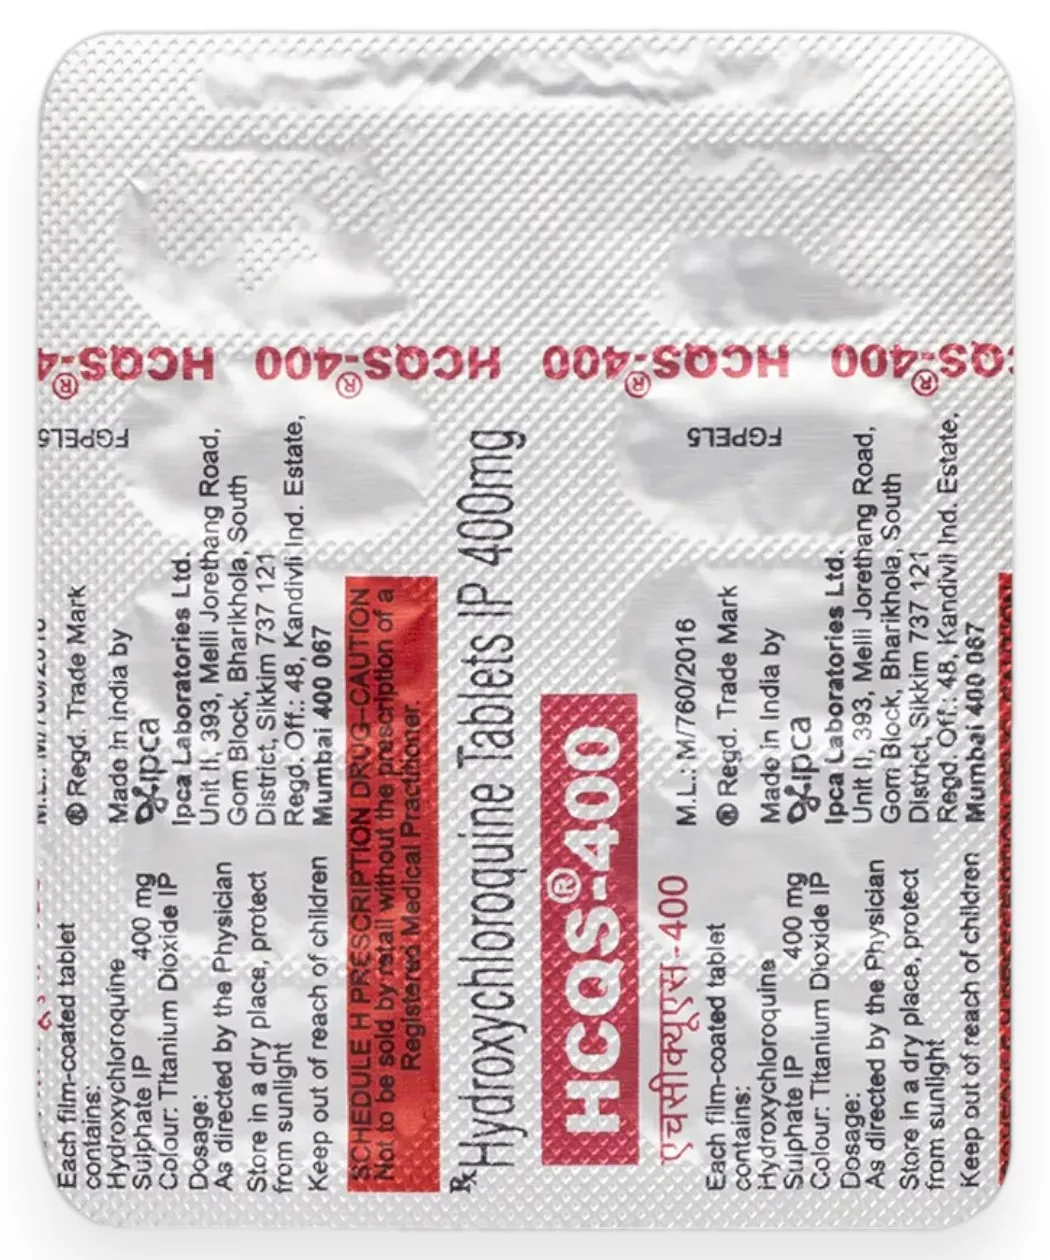 HCQS-4
HCQS®-400
HCQS®-400
HCQS®-400
CQS
FGPEL5
FGPEL5
Each film-coated tablet
contains:
Hydroxychloroquine
Sulphate IP 400 mg
Colour: Titanium Dioxide IP
Dosage:
As directed by the Physician
Store in a dry place, protect
from sunlight
Keep out of reach of children
® Regd. Trade Mark
Made in India by
ipca
Ipca Laboratories Ltd.
Unit II, 393, Melli Jorethang Road,
Gom Block, Bharikhola, South
District, Sikkim 737 121
Regd. Off.: 48, Kandivli Ind. Estate,
Mumbai 400 067
SCHEDULE H PRESCRIPTION DRUG-CAUTION
Not to be sold by retail without the prescription of a
Registered Medical Practitioner.
Rx Hydroxychloroquine Tablets IP 400mg
HCQS®-400
एचसीक्यूएस-400
Each film-coated tablet
contains:
Hydroxychloroquine
Sulphate IP 400 mg
Colour: Titanium Dioxide IP
Dosage:
As directed by the Physician
Store in a dry place, protect
from sunlight
Keep out of reach of children
M.L.: M/760/2016
® Regd. Trade Mark
Made in India by
ipca
Ipca Laboratories Ltd.
Unit II, 393, Melli Jorethang Road,
Gom Block, Bharikhola, South
District, Sikkim 737 121
Regd. Off.: 48, Kandivli Ind. Estate,
Mumbai 400 067